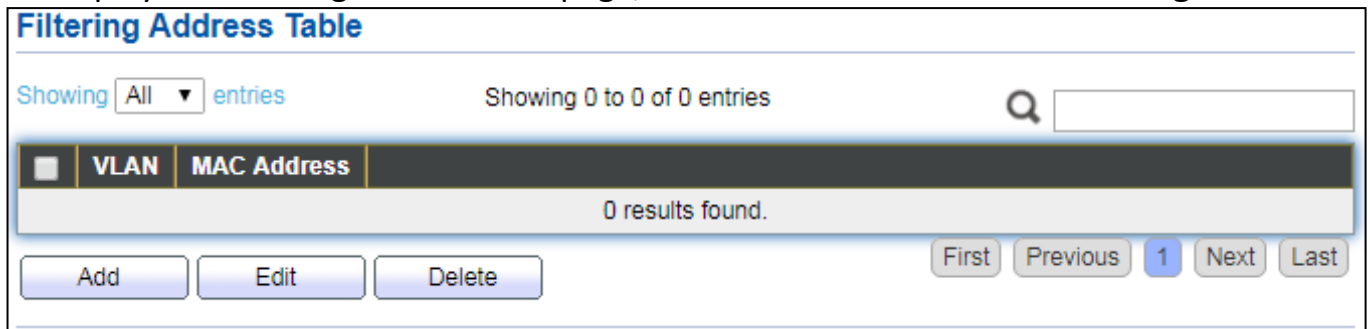 Filtering Address Table
Showing All entries Showing 0 to 0 of 0 entries
VLAN MAC Address
0 results found.
First Previous 1 Next Last
Add Edit Delete